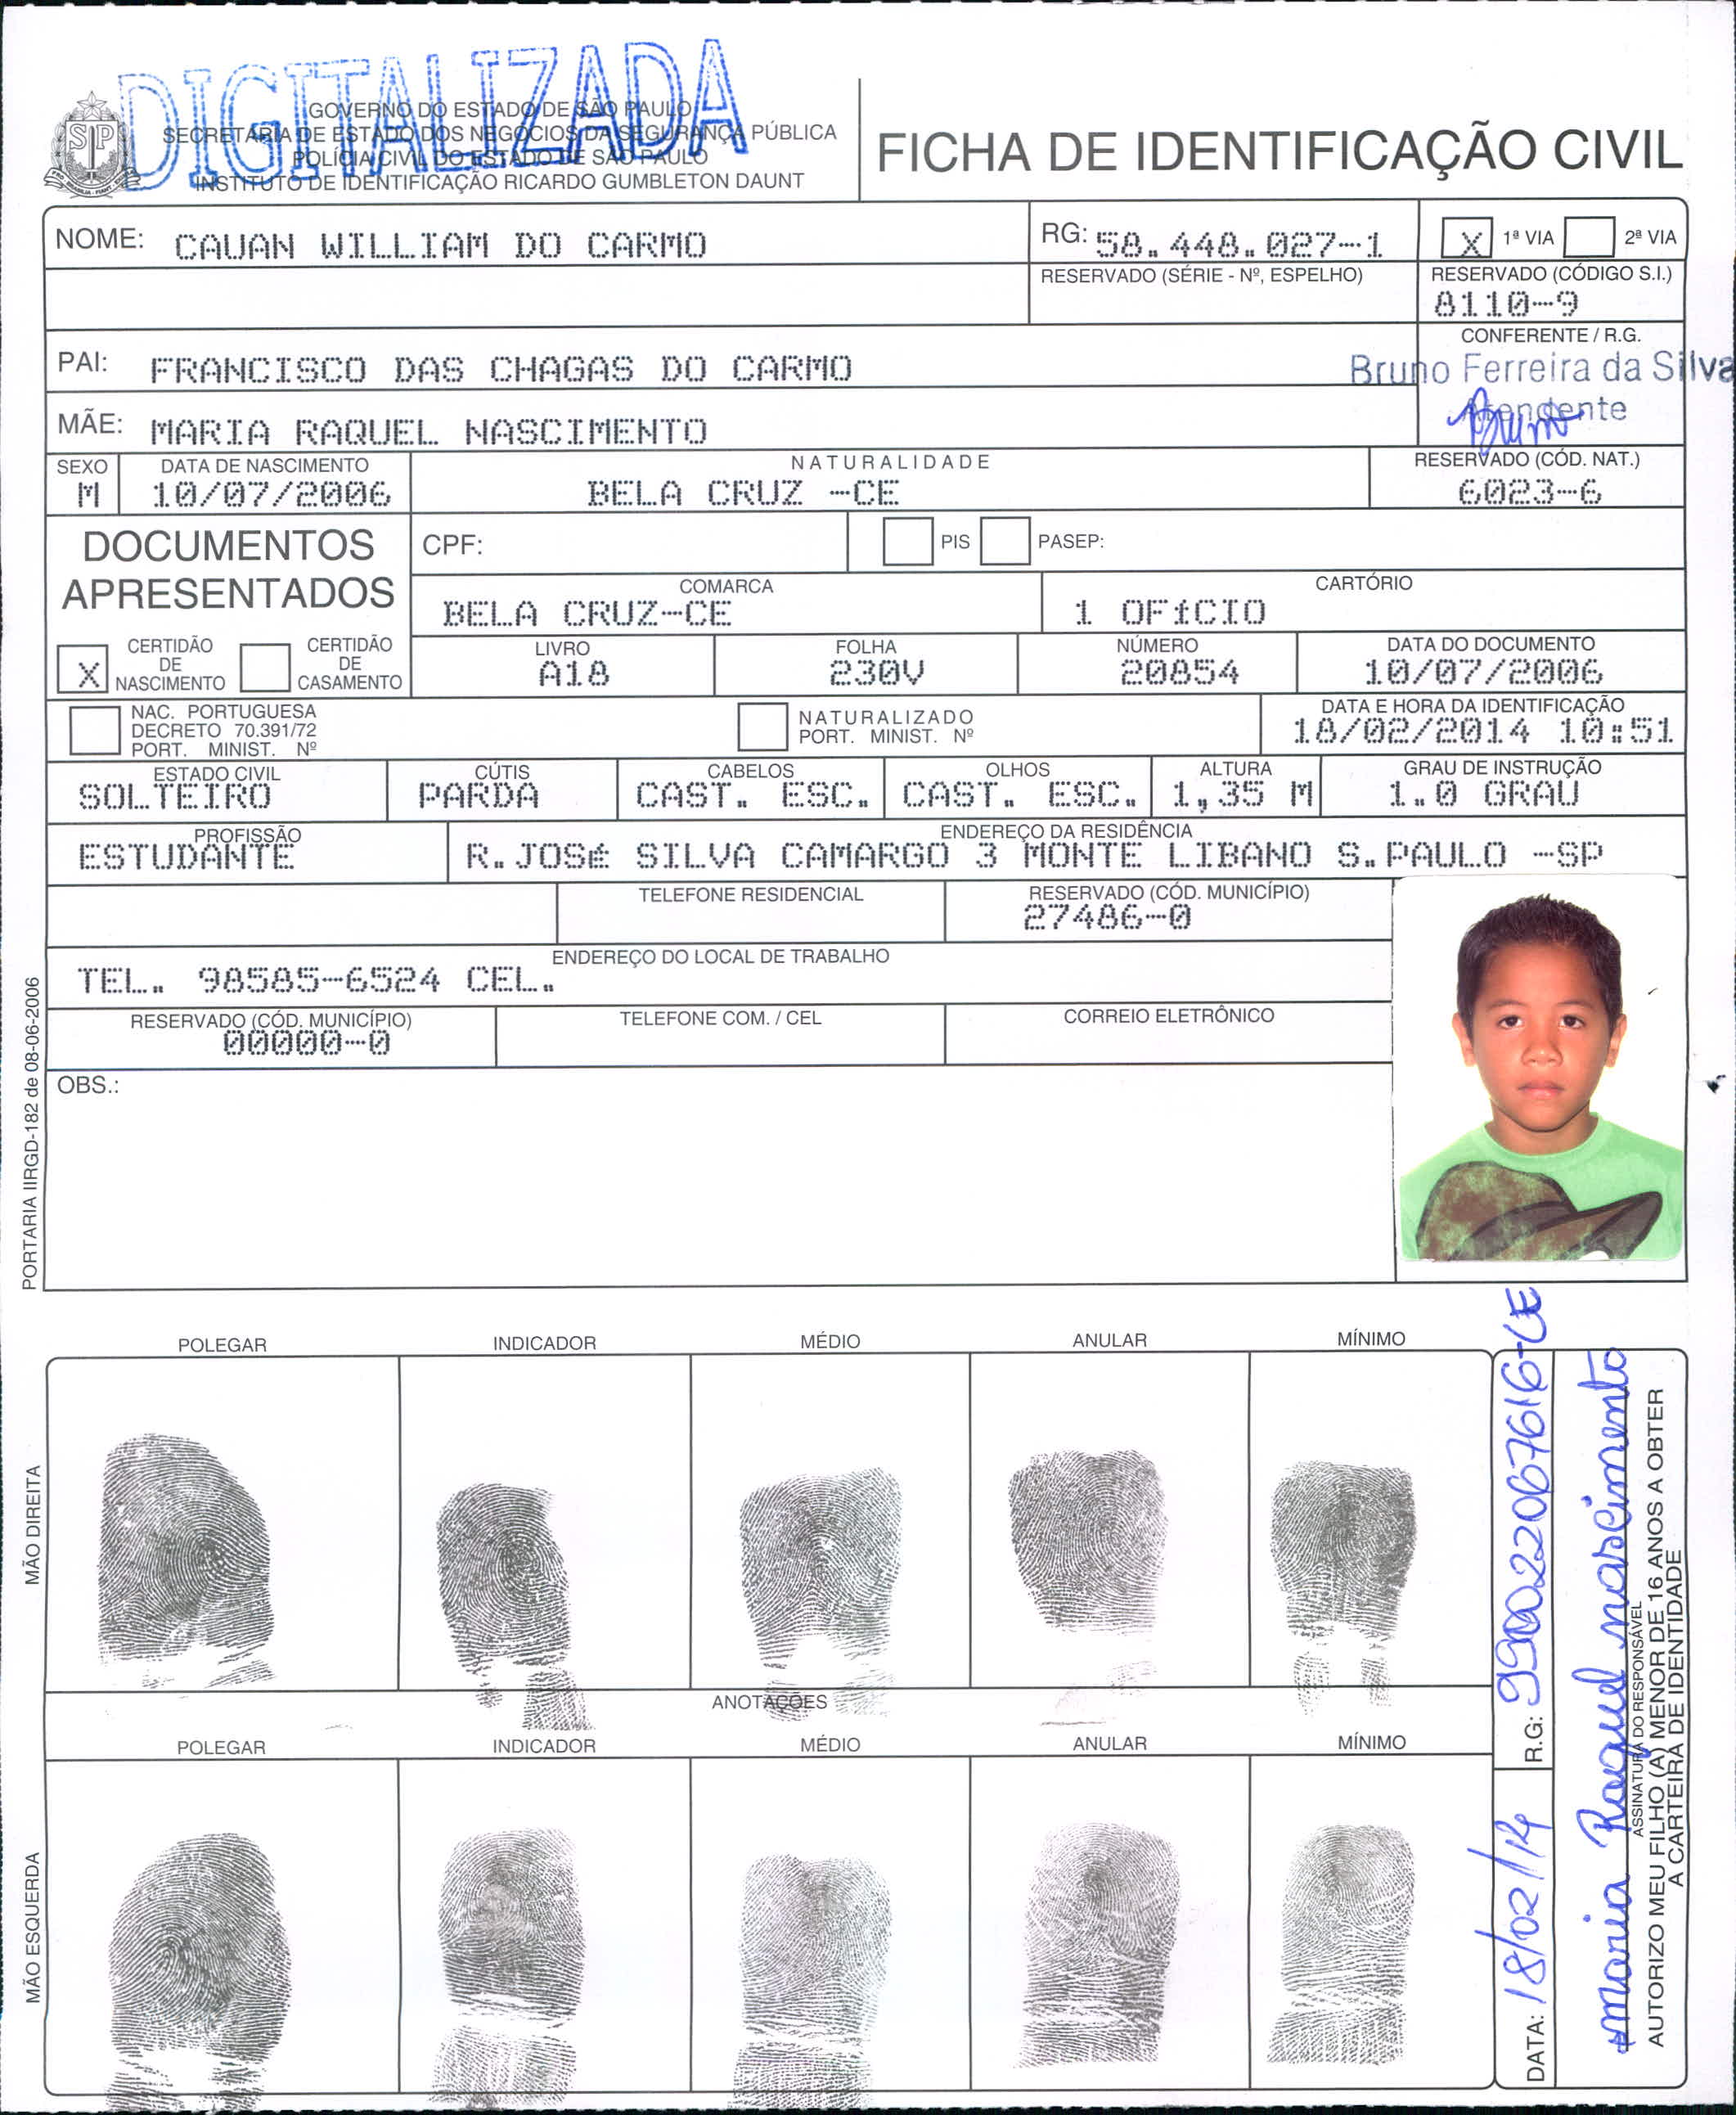 DIGITALIZADA
GOVERNO DO ESTADO DE SÃO PAULO
SECRETARIA DE ESTADO DOS NEGÓCIOS DA SEGURANÇA PÚBLICA
POLÍCIA CIVIL DO ESTADO DE SÃO PAULO
INSTITUTO DE IDENTIFICAÇÃO RICARDO GUMBLETON DAUNT
FICHA DE IDENTIFICAÇÃO CIVIL
NOME: CAUAN WILLIAM DO CARMO
RG: 58.448.027-1
X 1ª VIA 2ª VIA
RESERVADO (SÉRIE - Nº, ESPELHO)
RESERVADO (CÓDIGO S.I.)
8110-9
PAI: FRANCISCO DAS CHAGAS DO CARMO
CONFERENTE / R.G.
Bruno Ferreira da Silva
Atendente
Bruno
MÃE: MARIA RAQUEL NASCIMENTO
SEXO
M
DATA DE NASCIMENTO
10/07/2006
NATURALIDADE
BELA CRUZ -CE
RESERVADO (CÓD. NAT.)
6023-6
DOCUMENTOS
APRESENTADOS
CPF:
PIS
PASEP:
COMARCA
BELA CRUZ-CE
CARTÓRIO
1 OFíCIO
X CERTIDÃO
DE
NASCIMENTO
CERTIDÃO
DE
CASAMENTO
LIVRO
A18
FOLHA
230V
NÚMERO
20854
DATA DO DOCUMENTO
10/07/2006
NAC. PORTUGUESA
DECRETO 70.391/72
PORT. MINIST. Nº
NATURALIZADO
PORT. MINIST. Nº
DATA E HORA DA IDENTIFICAÇÃO
18/02/2014 10:51
ESTADO CIVIL
SOLTEIRO
CÚTIS
PARDA
CABELOS
CAST. ESC.
OLHOS
CAST. ESC.
ALTURA
1,35 M
GRAU DE INSTRUÇÃO
1.0 GRAU
PROFISSÃO
ESTUDANTE
ENDEREÇO DA RESIDÊNCIA
R.JOSé SILVA CAMARGO 3 MONTE LIBANO S.PAULO -SP
TELEFONE RESIDENCIAL
RESERVADO (CÓD. MUNICÍPIO)
27486-0
ENDEREÇO DO LOCAL DE TRABALHO
TEL. 98585-6524 CEL.
RESERVADO (CÓD. MUNICÍPIO)
00000-0
TELEFONE COM. / CEL
CORREIO ELETRÔNICO
OBS.:
PORTARIA IIRGD-182 de 08-06-2006
POLEGAR INDICADOR MÉDIO ANULAR MÍNIMO
MÃO DIREITA
ANOTAÇÕES
POLEGAR INDICADOR MÉDIO ANULAR MÍNIMO
MÃO ESQUERDA
DATA: 18/02/14
R.G:
Maria Raquel nascimento
ASSINATURA DO RESPONSÁVEL
AUTORIZO MEU FILHO (A) MENOR DE 16 ANOS A OBTER
A CARTEIRA DE IDENTIDADE